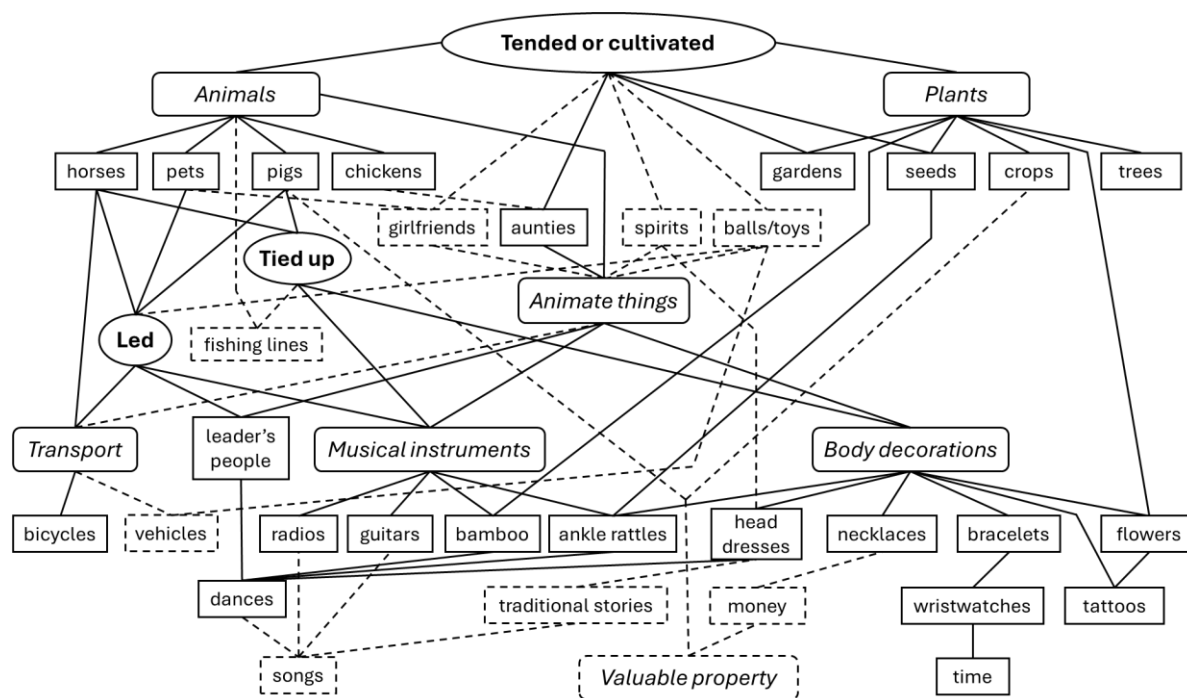 Tended or cultivated
Animals
Plants
horses
pets
pigs
chickens
gardens
seeds
crops
trees
girlfriends
aunties
spirits
balls/toys
Tied up
Animate things
Led
fishing lines
Transport
leader's
people
Musical instruments
Body decorations
bicycles
vehicles
radios
guitars
bamboo
ankle rattles
head
dresses
necklaces
bracelets
flowers
dances
traditional stories
money
wristwatches
tattoos
songs
Valuable property
time